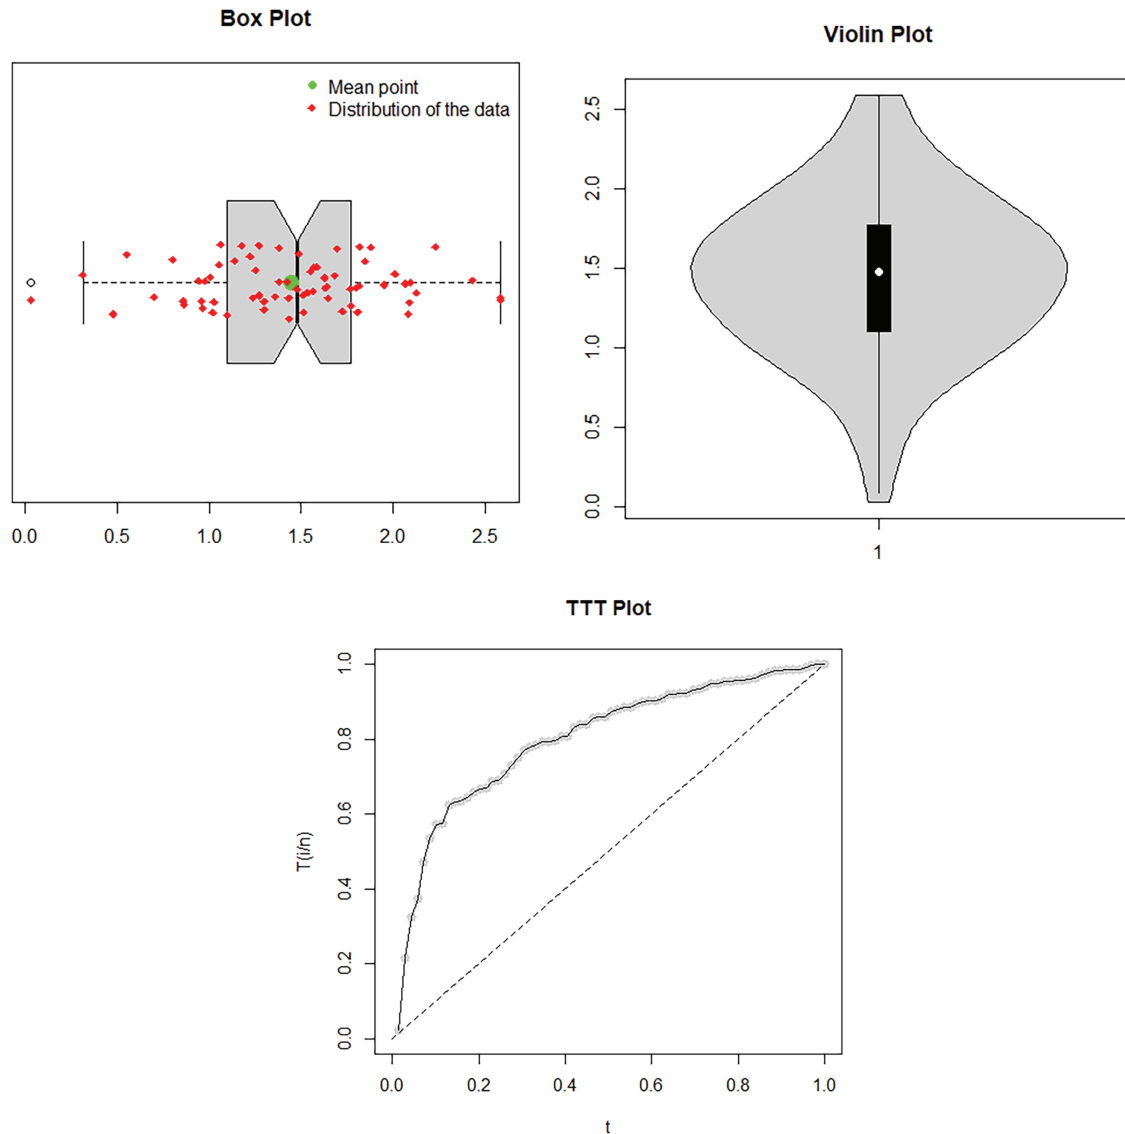 Box Plot
Mean point
Distribution of the data
0.0 0.5 1.0 1.5 2.0 2.5
Violin Plot
2.5
2.0
1.5
1.0
0.5
0.0
1
TTT Plot
1.0
0.8
0.6
0.4
0.2
0.0
T(i/n)
0.0 0.2 0.4 0.6 0.8 1.0
t